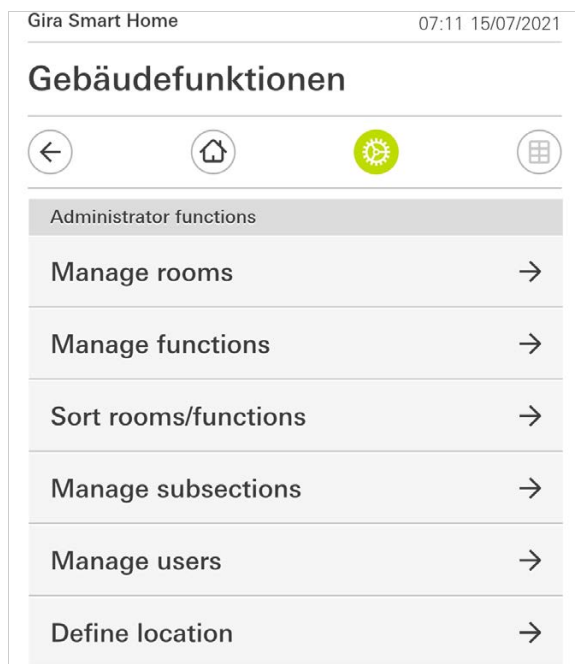 Gira Smart Home 07:11 15/07/2021
Gebäudefunktionen
Administrator functions
Manage rooms
Manage functions
Sort rooms/functions
Manage subsections
Manage users
Define location